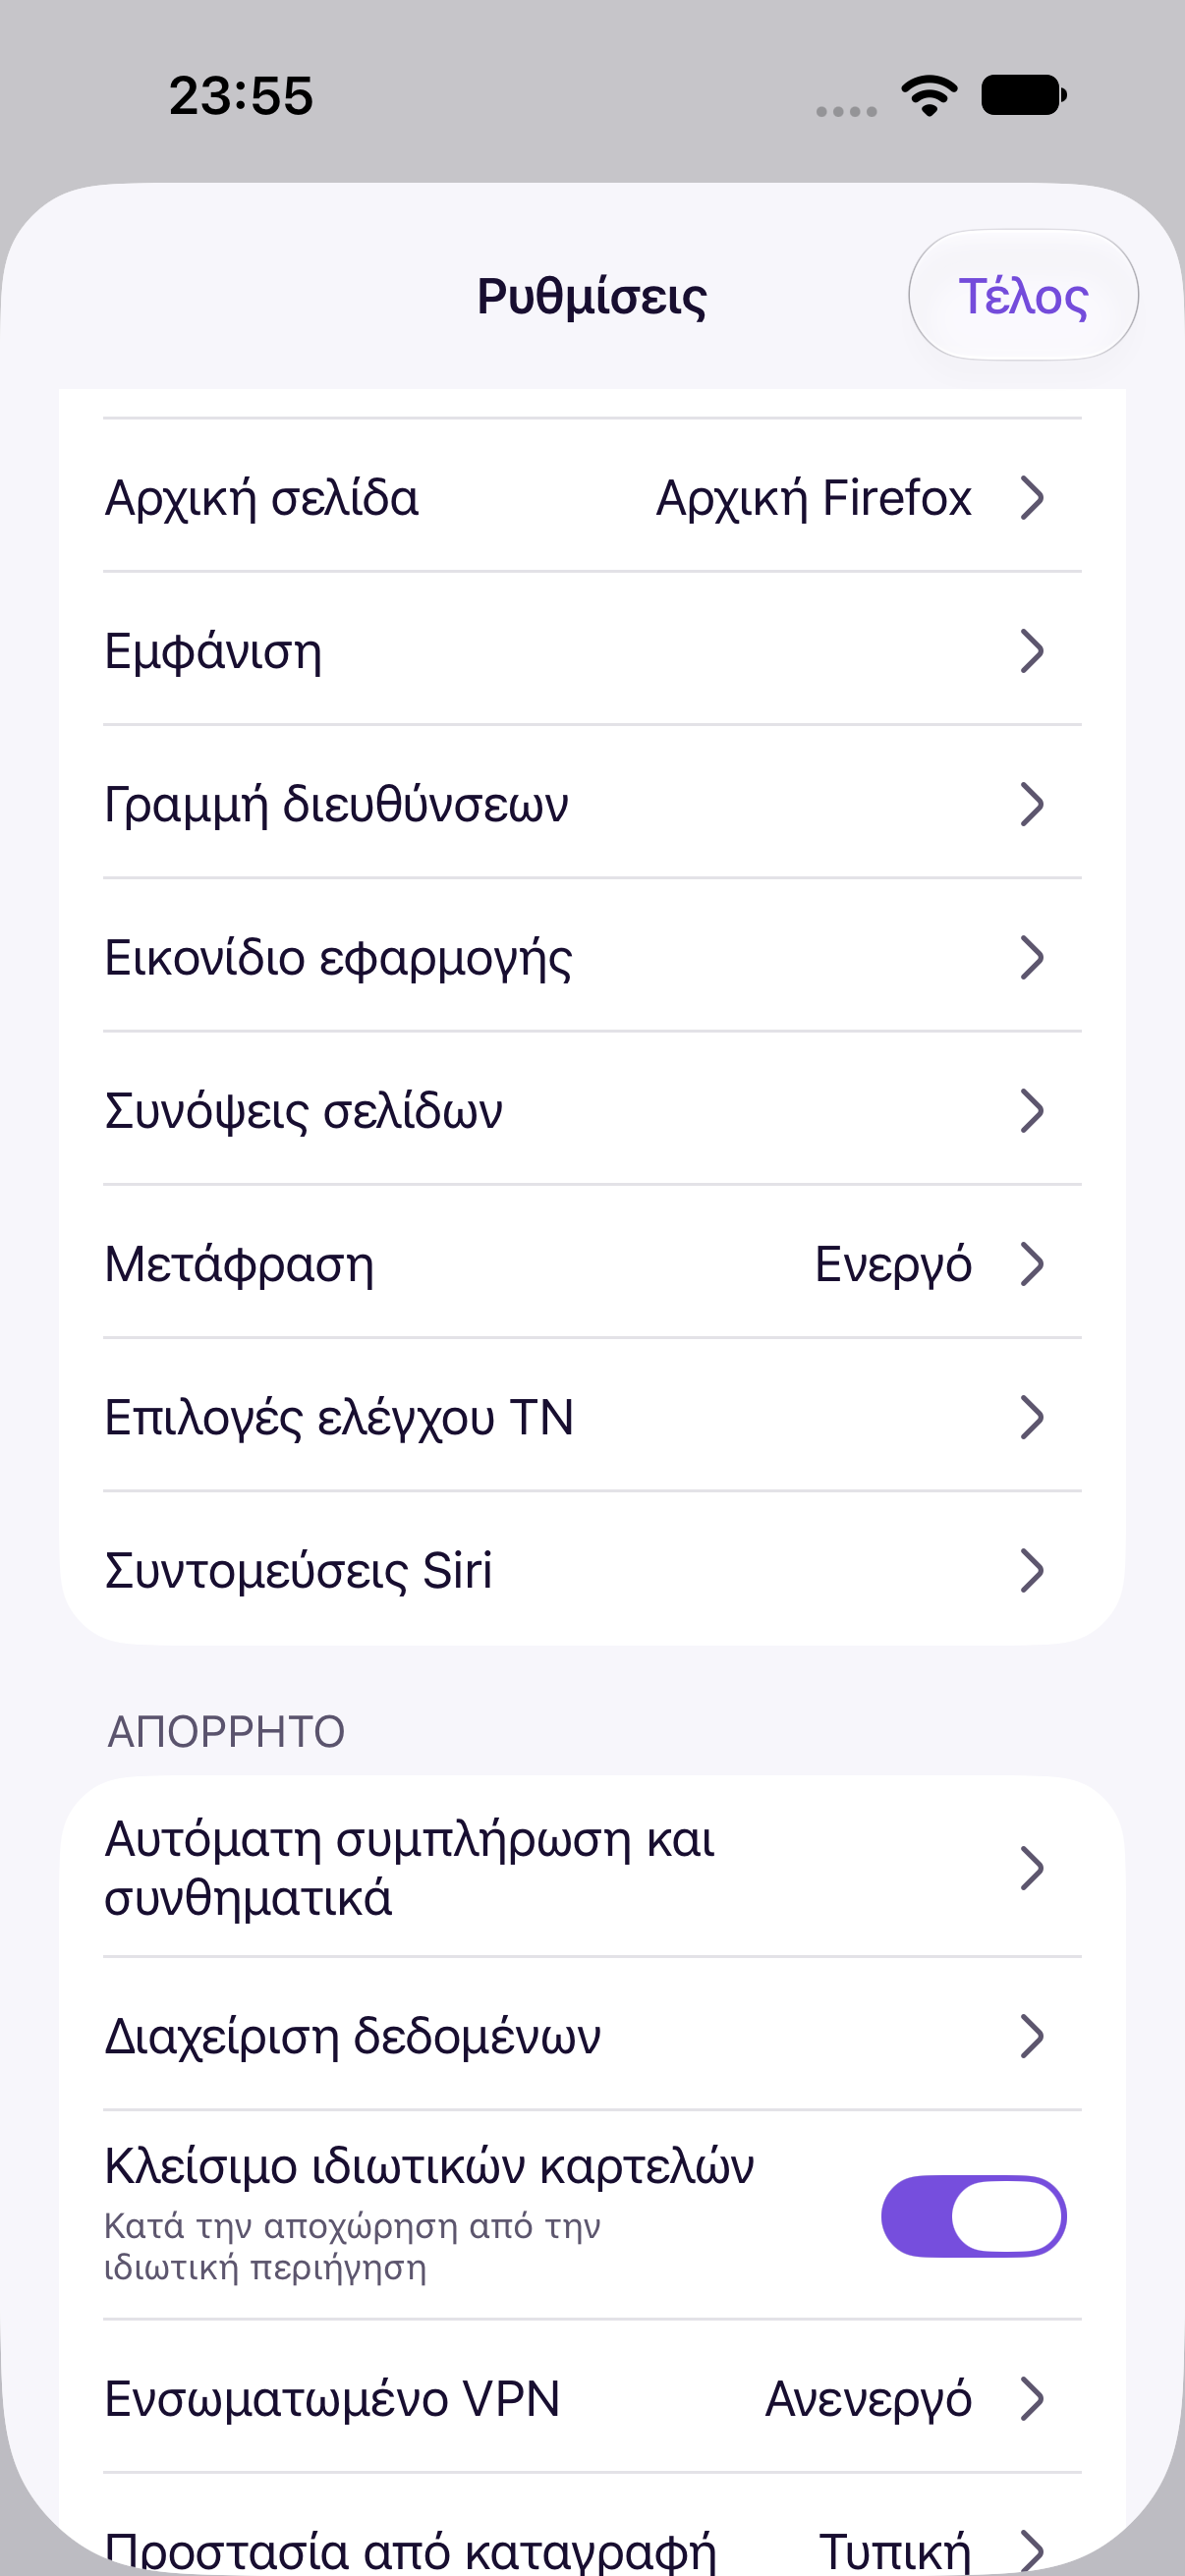 23:55
Ρυθμίσεις
Τέλος
Αρχική σελίδα Αρχική Firefox
Εμφάνιση
Γραμμή διευθύνσεων
Εικονίδιο εφαρμογής
Συνόψεις σελίδων
Μετάφραση Ενεργό
Επιλογές ελέγχου ΤΝ
Συντομεύσεις Siri
ΑΠΟΡΡΗΤΟ
Αυτόματη συμπλήρωση και
συνθηματικά
Διαχείριση δεδομένων
Κλείσιμο ιδιωτικών καρτελών
Κατά την αποχώρηση από την
ιδιωτική περιήγηση
Ενσωματωμένο VPN Ανενεργό
Προστασία από καταγραφή Τυπική